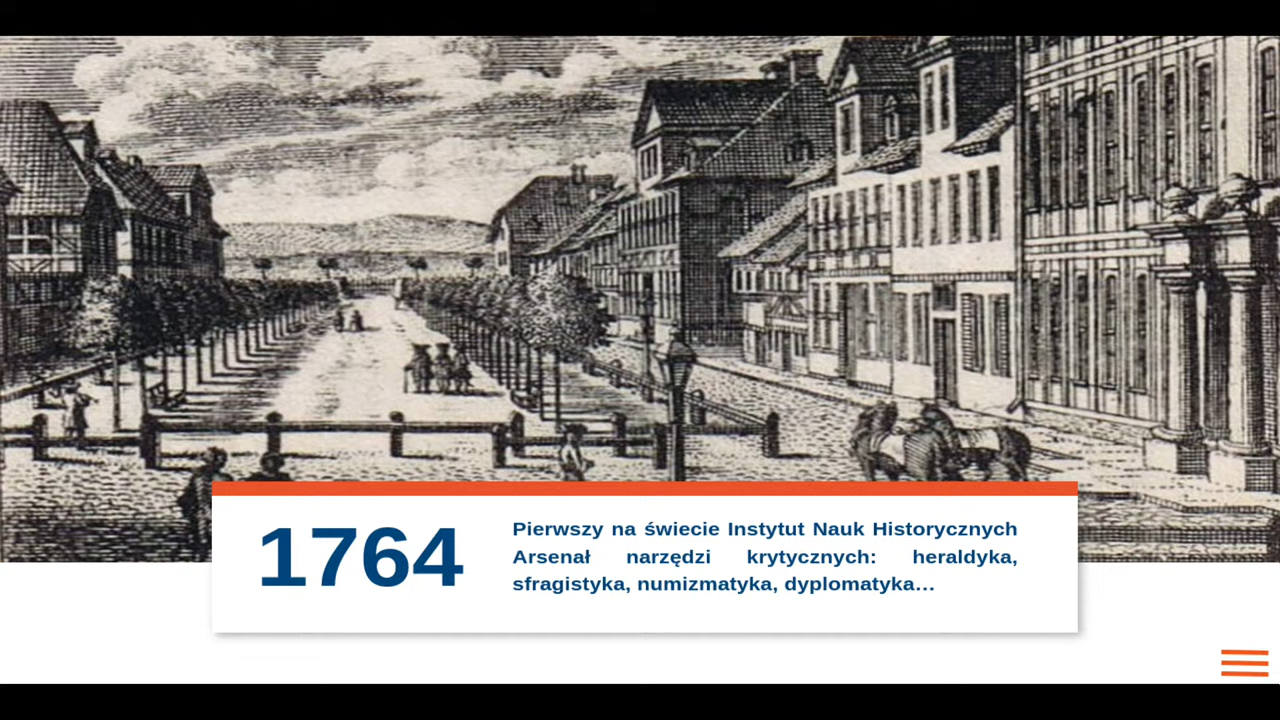 1764
Pierwszy na świecie Instytut Nauk Historycznych
Arsenał narzędzi krytycznych: heraldyka,
sfragistyka, numizmatyka, dyplomatyka…